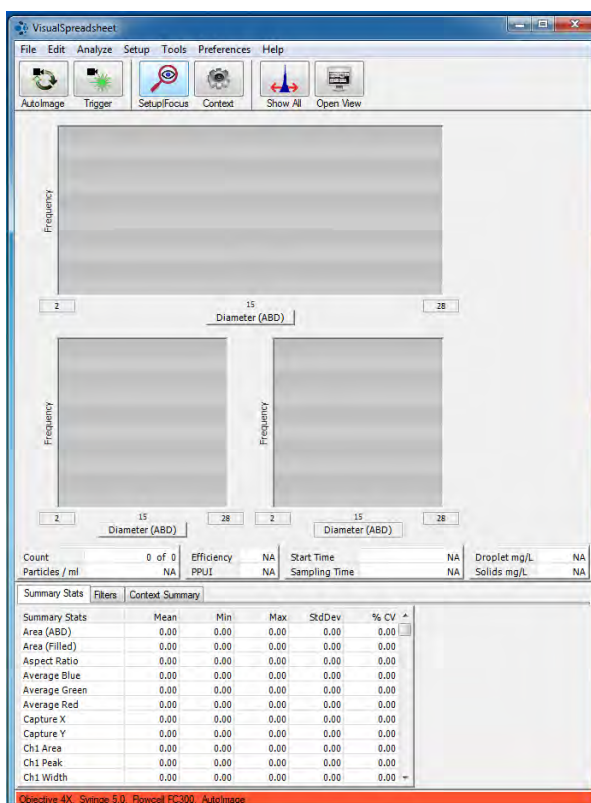 VisualSpreadsheet
File Edit Analyze Setup Tools Preferences Help
AutoImage Trigger Setup|Focus Context Show All Open View
Frequency
2 15 28
Diameter (ABD)
Frequency Frequency
2 15 28 2 15 28
Diameter (ABD) Diameter (ABD)
Count 0 of 0 Efficiency NA Start Time NA Droplet mg/L NA
Particles / ml NA PPUI NA Sampling Time NA Solids mg/L NA
Summary Stats Filters Context Summary
Summary Stats Mean Min Max StdDev % CV
Area (ABD) 0.00 0.00 0.00 0.00 0.00
Area (Filled) 0.00 0.00 0.00 0.00 0.00
Aspect Ratio 0.00 0.00 0.00 0.00 0.00
Average Blue 0.00 0.00 0.00 0.00 0.00
Average Green 0.00 0.00 0.00 0.00 0.00
Average Red 0.00 0.00 0.00 0.00 0.00
Capture X 0.00 0.00 0.00 0.00 0.00
Capture Y 0.00 0.00 0.00 0.00 0.00
Ch1 Area 0.00 0.00 0.00 0.00 0.00
Ch1 Peak 0.00 0.00 0.00 0.00 0.00
Ch1 Width 0.00 0.00 0.00 0.00 0.00
Objective 4X, Syringe 5.0, Flowcell FC300, AutoImage